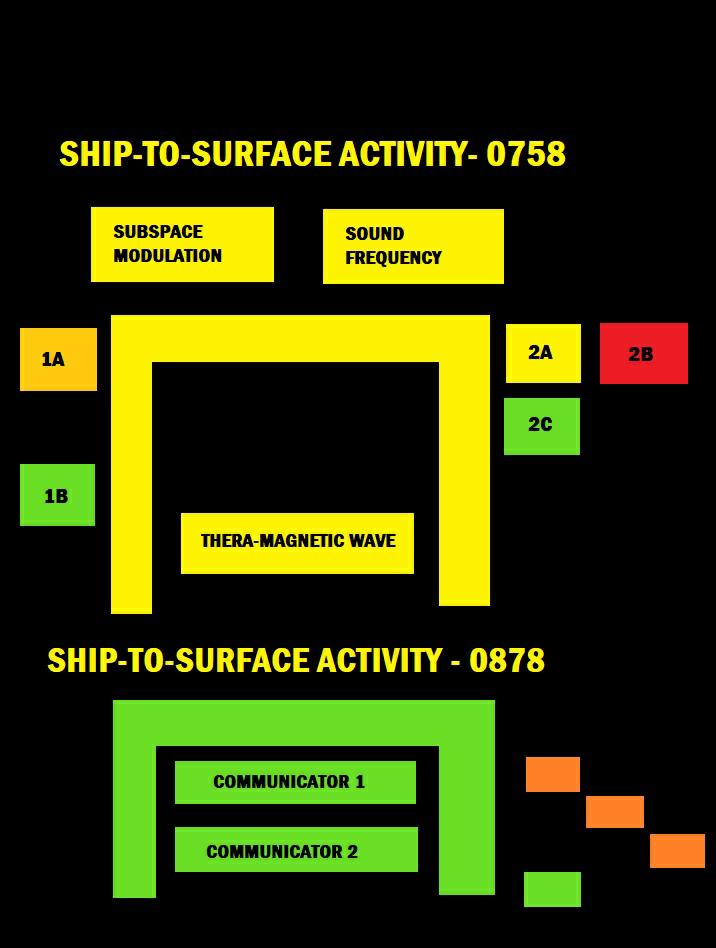 SHIP-TO-SURFACE ACTIVITY- 0758
SUBSPACE
MODULATION
SOUND
FREQUENCY
1A
2A
2B
2C
1B
THERA-MAGNETIC WAVE
SHIP-TO-SURFACE ACTIVITY - 0878
COMMUNICATOR 1
COMMUNICATOR 2